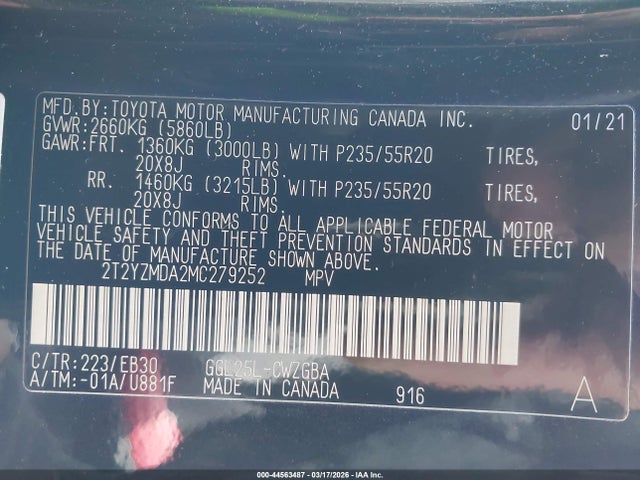 MFD. BY: TOYOTA MOTOR MANUFACTURING CANADA INC. 01/21
GVWR: 2660KG (5860LB)
GAWR: FRT. 1360KG (3000LB) WITH P235/55R20 TIRES,
20X8J RIMS.
RR. 1460KG (3215LB) WITH P235/55R20 TIRES,
20X8J RIMS.
THIS VEHICLE CONFORMS TO ALL APPLICABLE FEDERAL MOTOR
VEHICLE SAFETY AND THEFT PREVENTION STANDARDS IN EFFECT ON
THE DATE OF MANUFACTURE SHOWN ABOVE.
2T2YZMDA2MC279252 MPV
C/TR: 223/EB30 GGL25L-CWZGBA
A/TM: -01A/U881F MADE IN CANADA 916 A
000-44563487 - 03/17/2026 - IAA Inc.